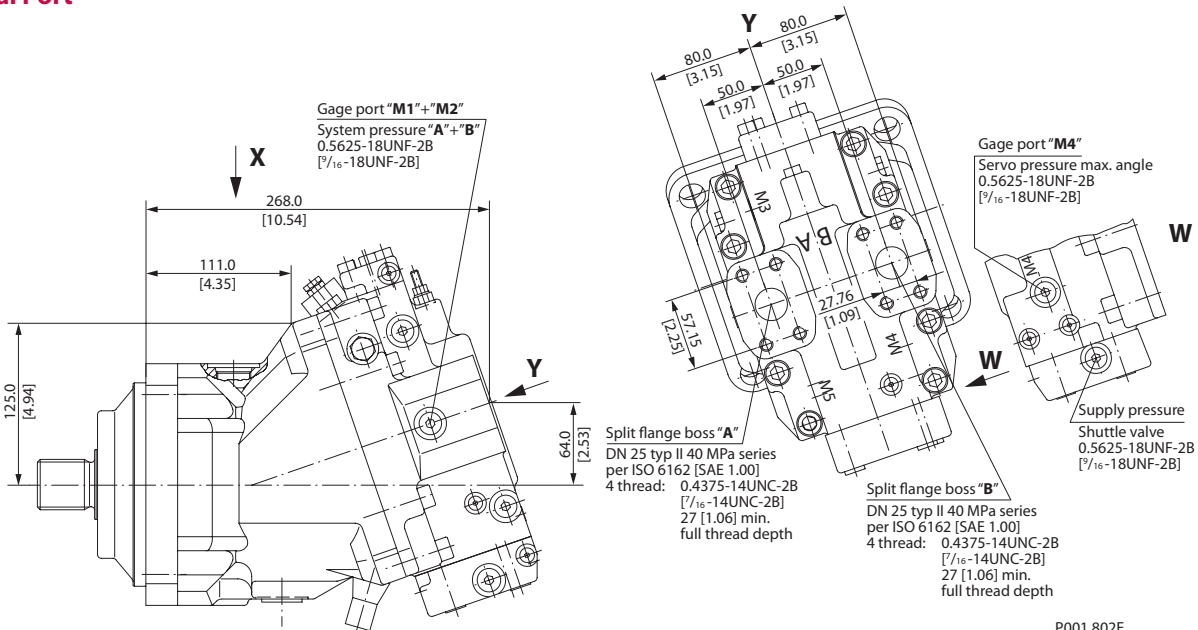 Gage port "M1"+"M2"
System pressure "A"+"B"
0.5625-18UNF-2B
[9/16-18UNF-2B]
X
268.0
[10.54]
111.0
[4.35]
125.0
[4.94]
Y
64.0
[2.53]
Y
80.0
[3.15]
80.0
[3.15]
50.0
[1.97]
50.0
[1.97]
M3
B A
27.76
[1.09]
57.15
[2.25]
M4
M5
W
Gage port "M4"
Servo pressure max. angle
0.5625-18UNF-2B
[9/16-18UNF-2B]
W
M4
Supply pressure
Shuttle valve
0.5625-18UNF-2B
[9/16-18UNF-2B]
Split flange boss "A"
DN 25 typ II 40 MPa series
per ISO 6162 [SAE 1.00]
4 thread: 0.4375-14UNC-2B
[7/16-14UNC-2B]
27 [1.06] min.
full thread depth
Split flange boss "B"
DN 25 typ II 40 MPa series
per ISO 6162 [SAE 1.00]
4 thread: 0.4375-14UNC-2B
[7/16-14UNC-2B]
27 [1.06] min.
full thread depth